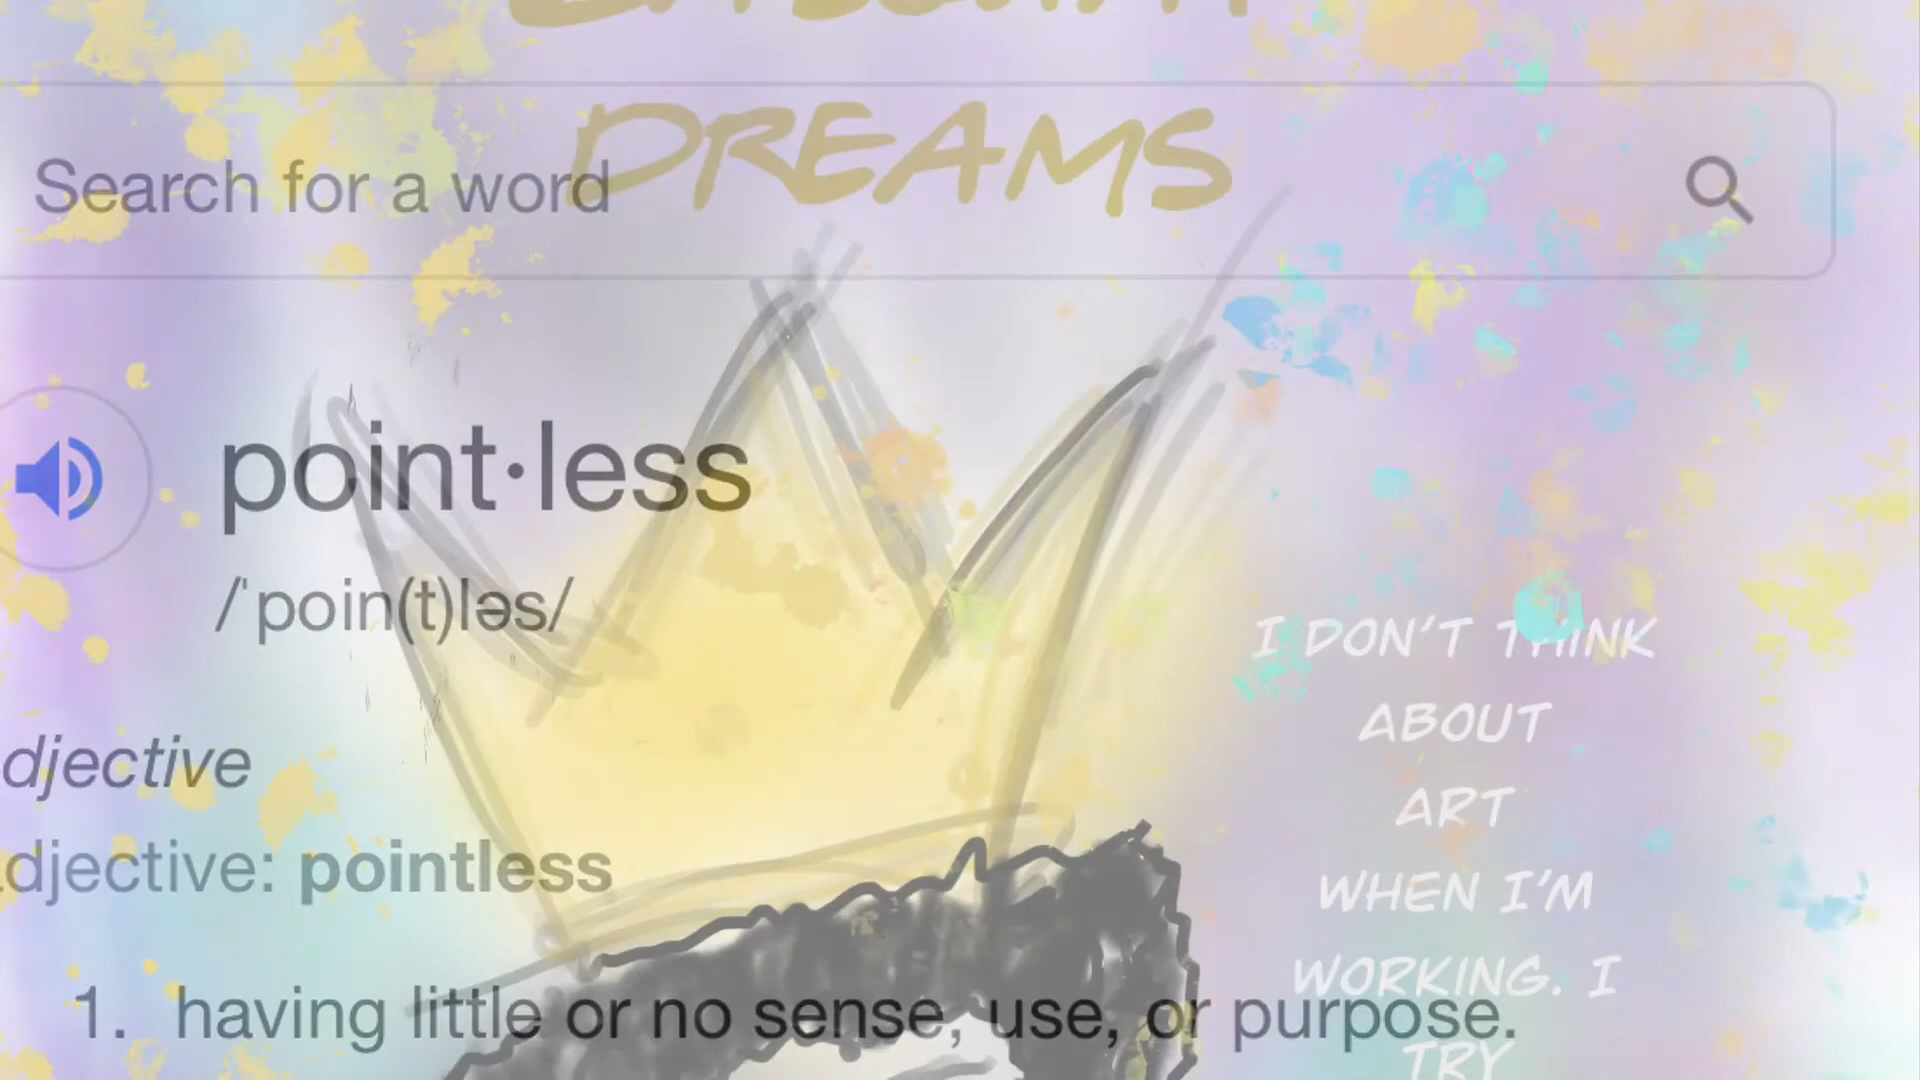 DREAMS
Search for a word
point·less
/ˈpoin(t)ləs/
djective
djective: pointless
1. having little or no sense, use, or purpose.
I DON'T THINK
ABOUT
ART
WHEN I'M
WORKING. I
TRY